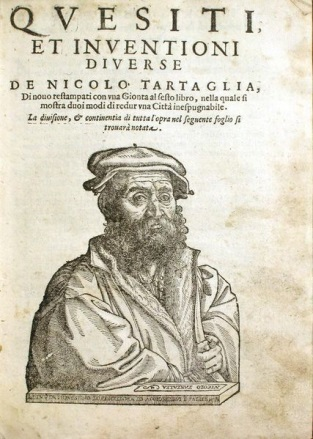 QVESITI,
ET INVENTIONI
DIVERSE
DE NICOLO TARTAGLIA,
Di nouo restampati con vna Gionta al sesto libro, nella quale si
mostra duoi modi di redur vna Città inespugnabile.
La diuisione, & continentia di tutta l'opra nel seguente foglio si
trouarà notata.